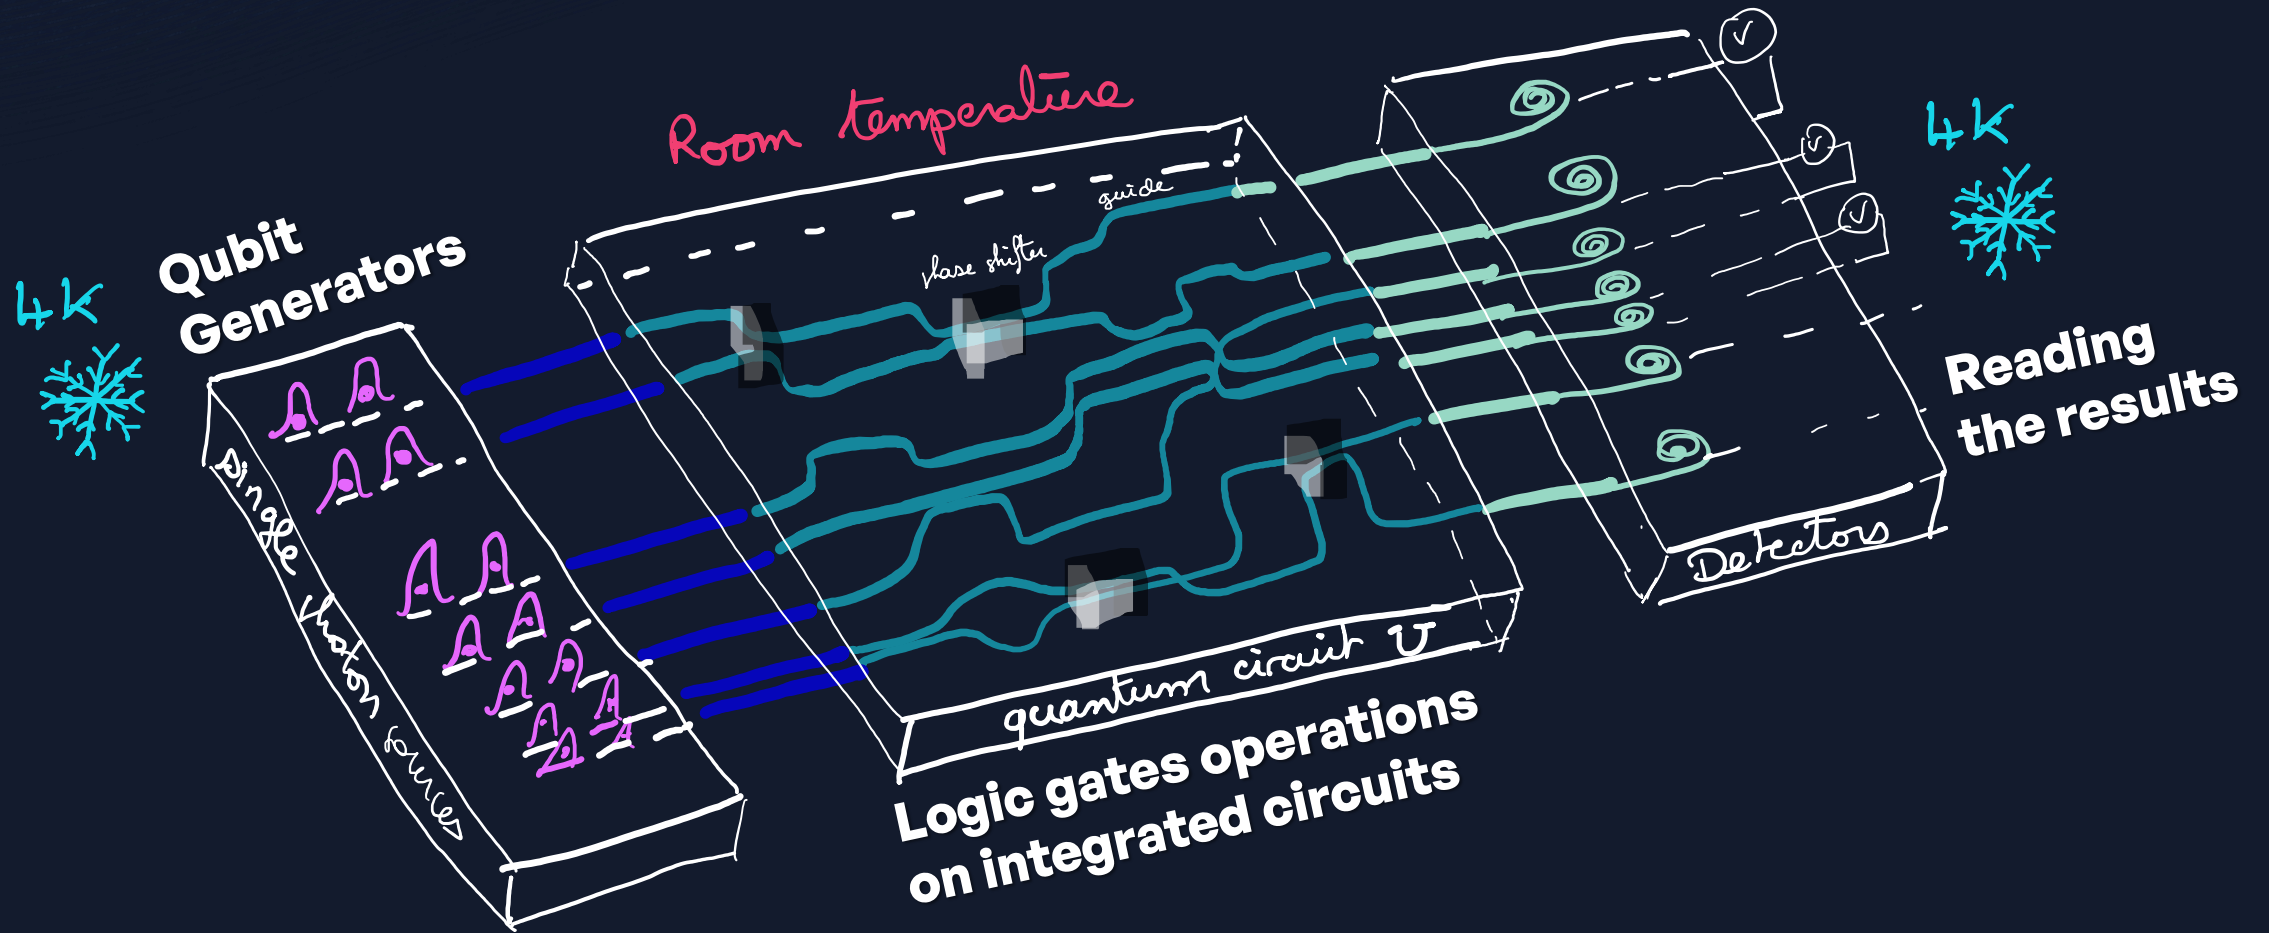 4K
Qubit
Generators
Single photon sources
Room temperature
guide
phase shifter
quantum circuit U
Logic gates operations
on integrated circuits
4K
Reading
the results
Detectors